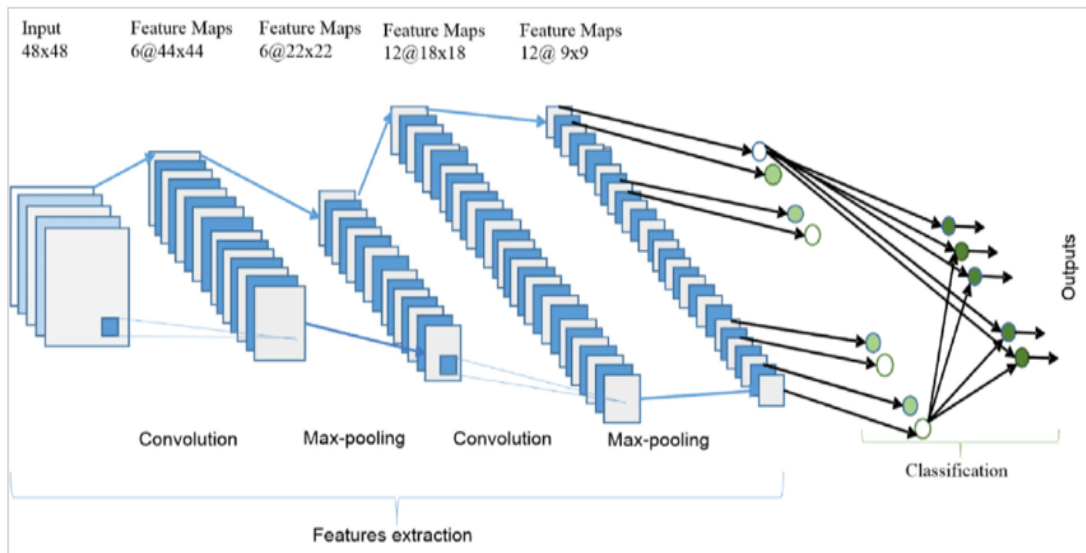 Input
48x48
Feature Maps
6@44x44
Feature Maps
6@22x22
Feature Maps
12@18x18
Feature Maps
12@ 9x9
Outputs
Convolution
Max-pooling
Convolution
Max-pooling
Classification
Features extraction